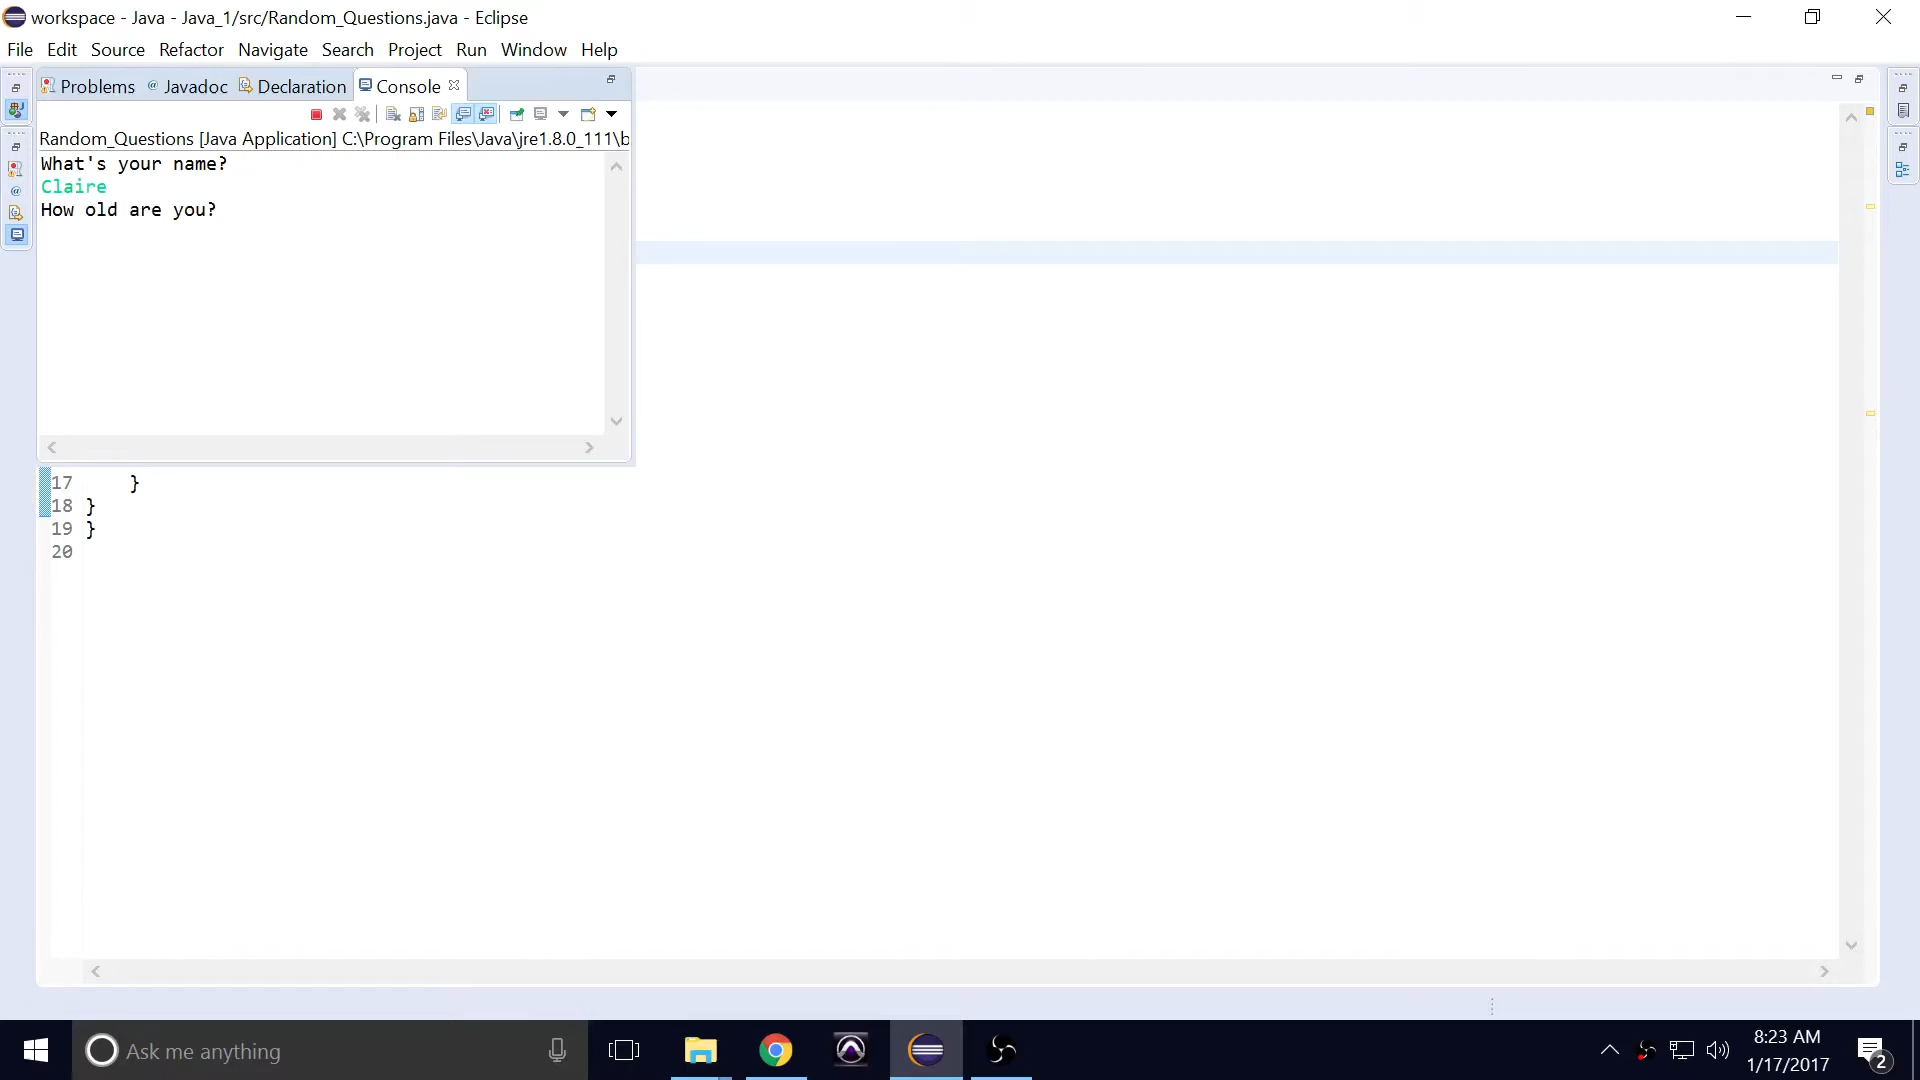 workspace - Java - Java_1/src/Random_Questions.java - Eclipse
File Edit Source Refactor Navigate Search Project Run Window Help
Problems @ Javadoc Declaration Console
Random_Questions [Java Application] C:\Program Files\Java\jre1.8.0_111\b
What's your name?
Claire
How old are you?
17 }
18 }
19 }
20
Ask me anything
8:23 AM
1/17/2017
2